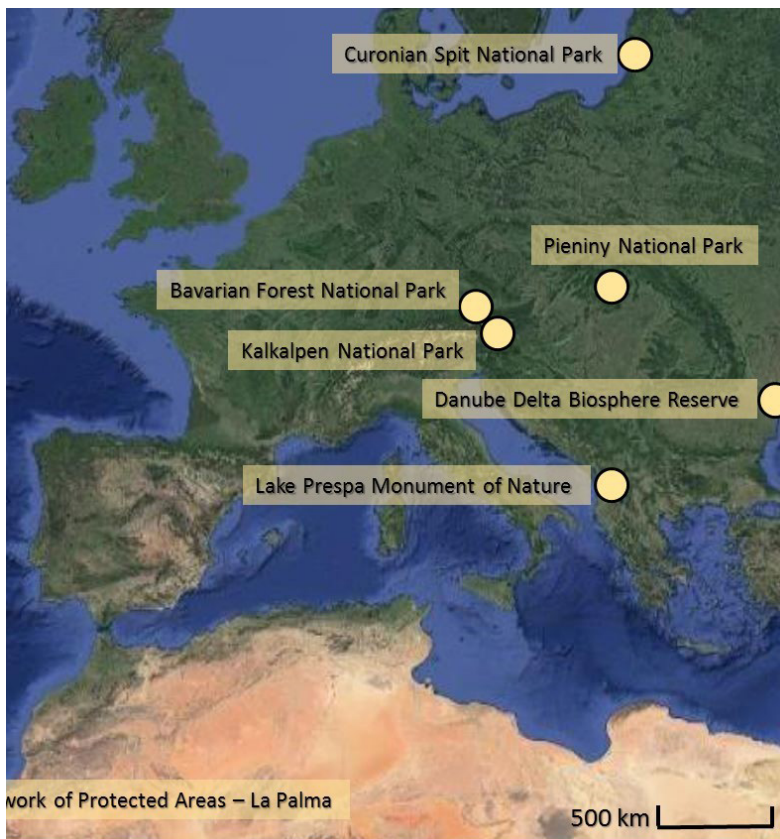 Curonian Spit National Park
Pieniny National Park
Bavarian Forest National Park
Kalkalpen National Park
Danube Delta Biosphere Reserve
Lake Prespa Monument of Nature
work of Protected Areas – La Palma
500 km